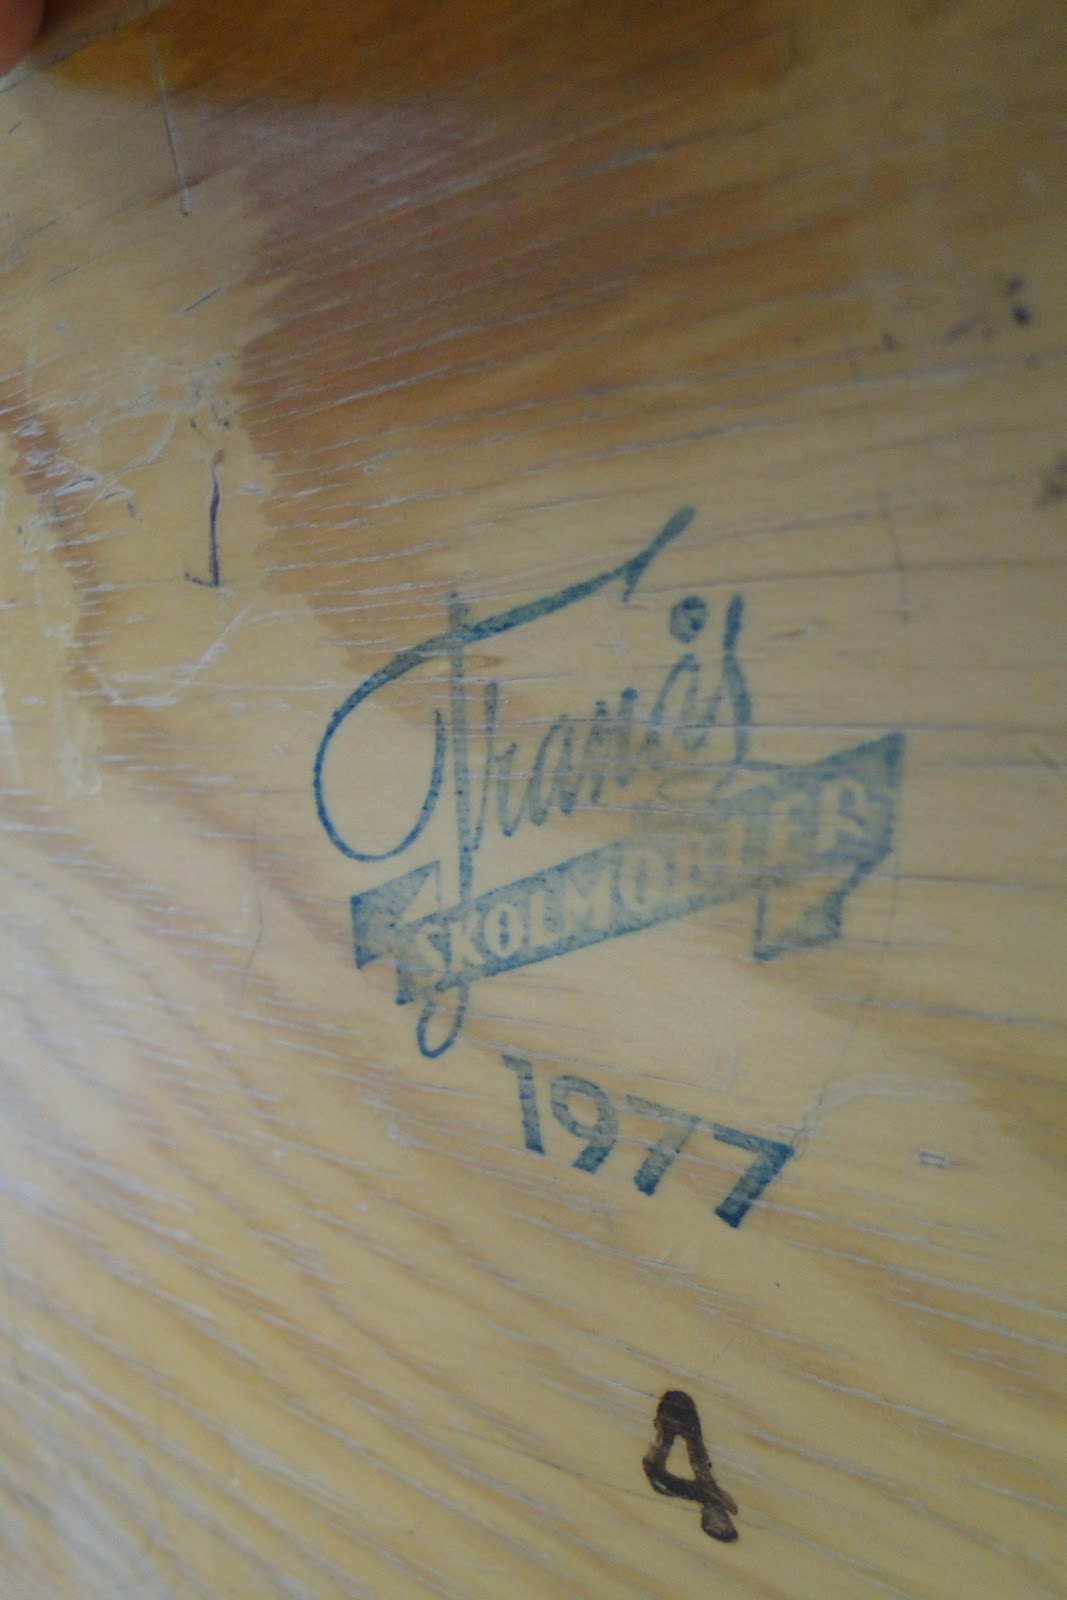 Tranås
SKOLMÖBLER
1977
4